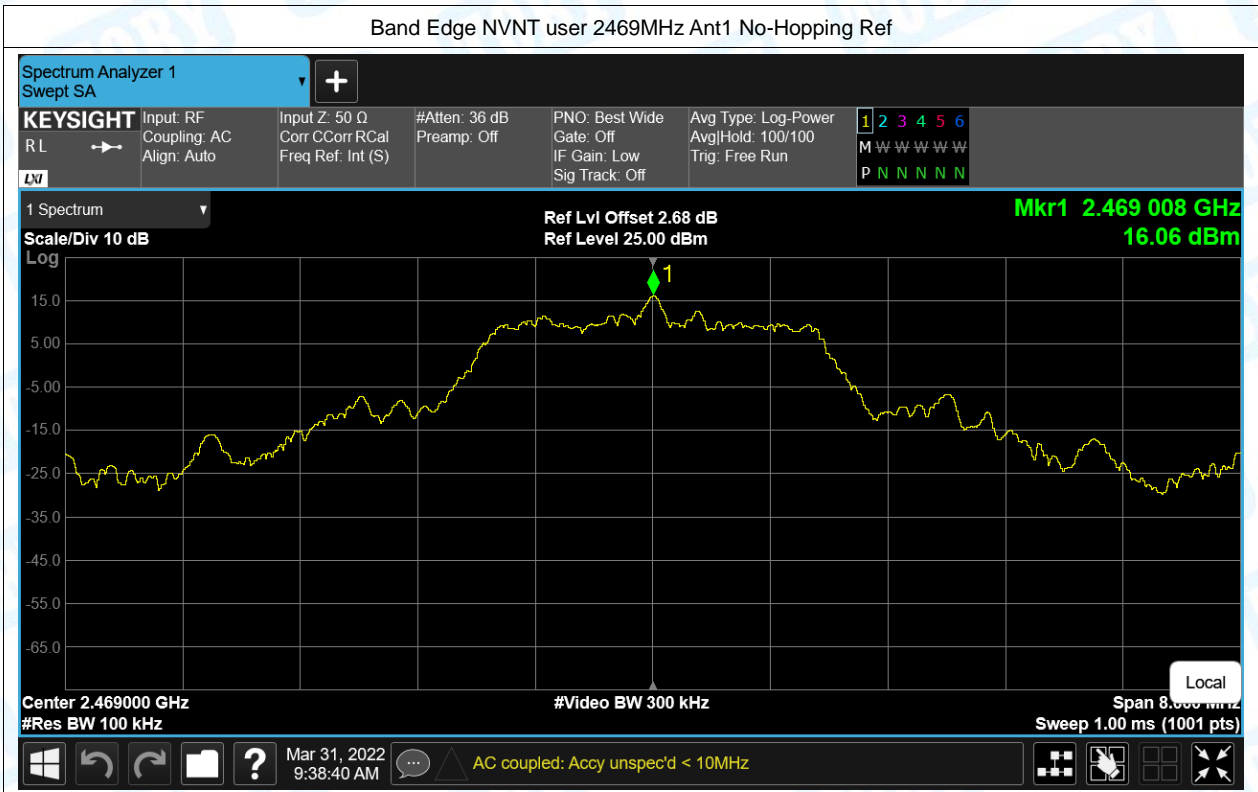 Band Edge NVNT user 2469MHz Ant1 No-Hopping Ref
Spectrum Analyzer 1
Swept SA
KEYSIGHT
RL
LXI
Input: RF
Coupling: AC
Align: Auto
Input Z: 50 Ω
Corr CCorr RCal
Freq Ref: Int (S)
#Atten: 36 dB
Preamp: Off
PNO: Best Wide
Gate: Off
IF Gain: Low
Sig Track: Off
Avg Type: Log-Power
Avg|Hold: 100/100
Trig: Free Run
1 2 3 4 5 6
M W W W W W
P N N N N N
1 Spectrum
Scale/Div 10 dB
Ref Lvl Offset 2.68 dB
Ref Level 25.00 dBm
Mkr1 2.469 008 GHz
16.06 dBm
Log
1
15.0
5.00
-5.00
-15.0
-25.0
-35.0
-45.0
-55.0
-65.0
Local
Center 2.469000 GHz
#Video BW 300 kHz
Span 8.000 MHz
#Res BW 100 kHz
Sweep 1.00 ms (1001 pts)
?
Mar 31, 2022
9:38:40 AM
AC coupled: Accy unspec'd < 10MHz